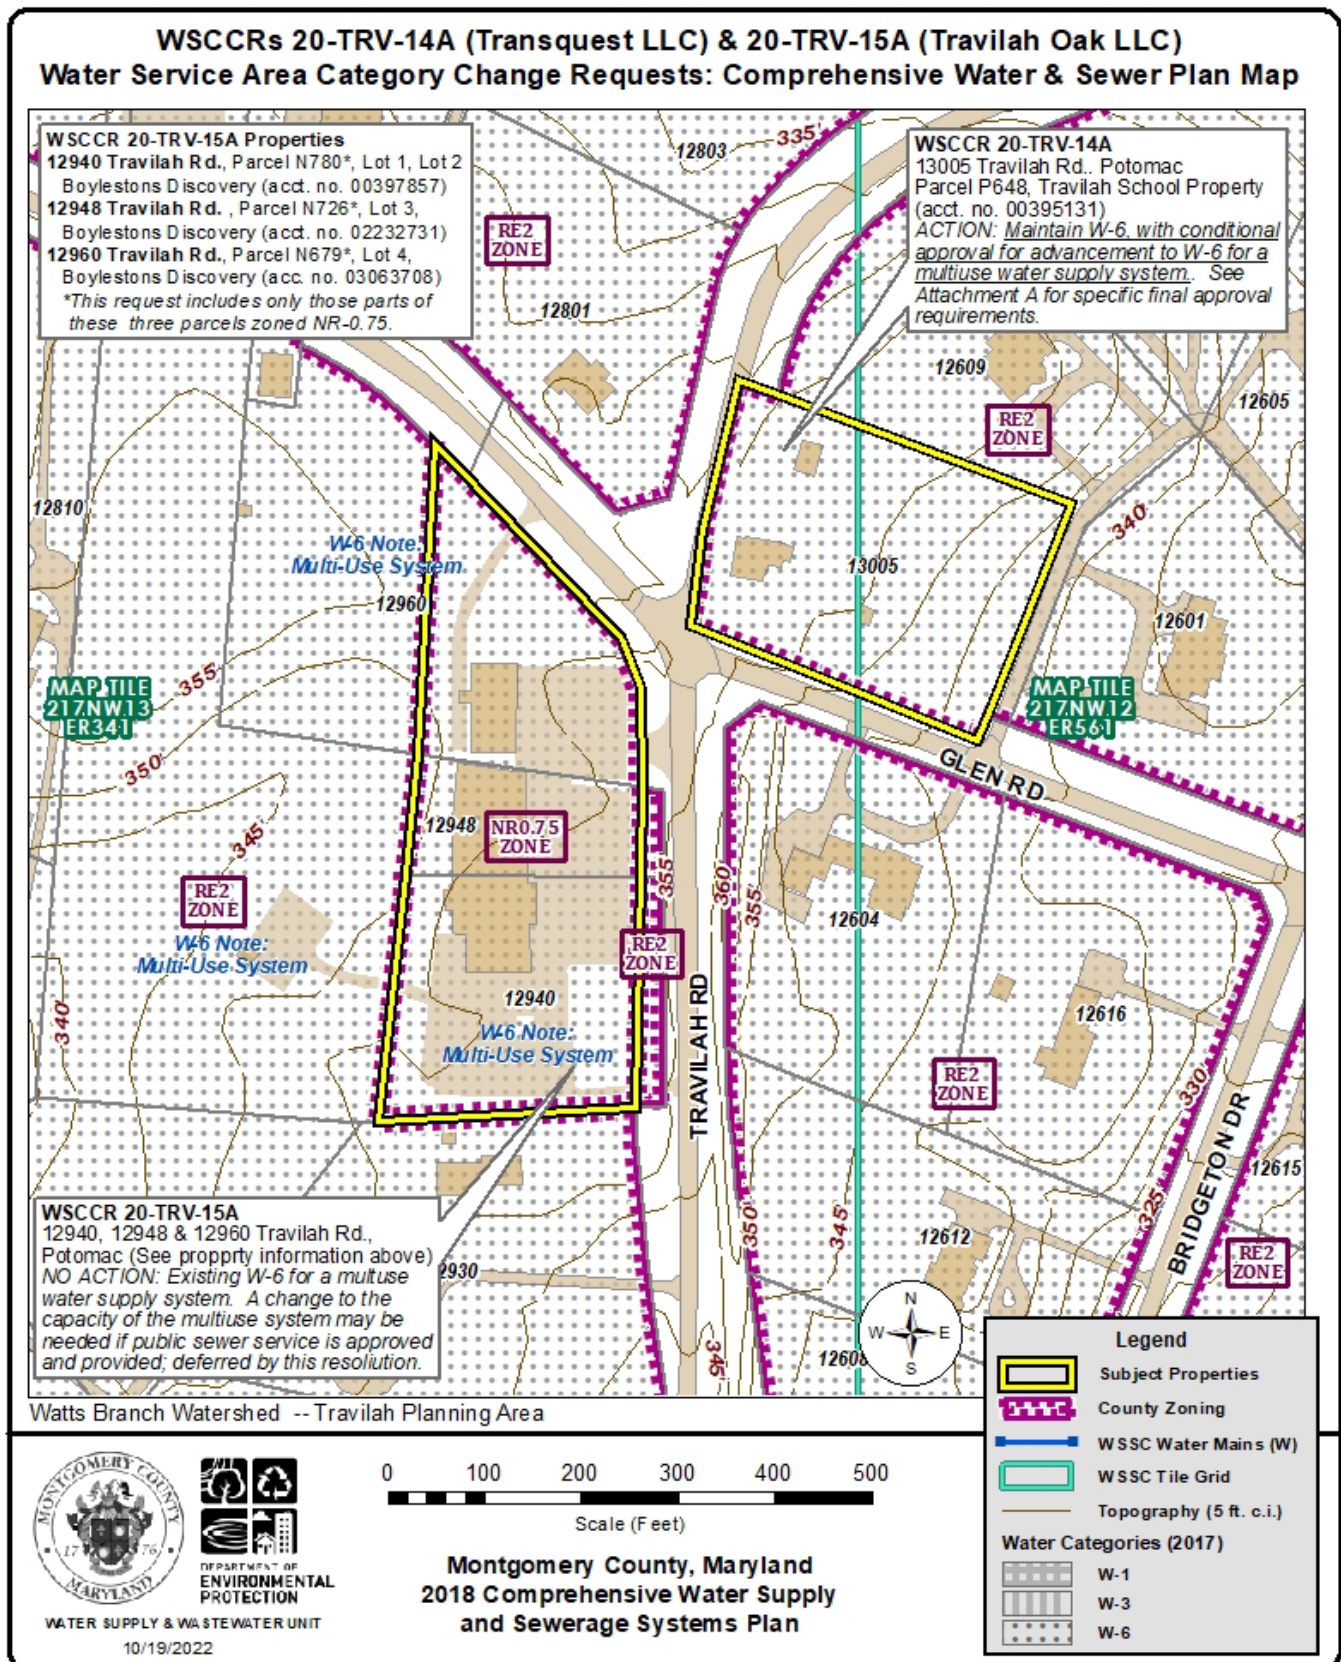 WSCCRs 20-TRV-14A (Transquest LLC) & 20-TRV-15A (Travilah Oak LLC)
Water Service Area Category Change Requests: Comprehensive Water & Sewer Plan Map
WSCCR 20-TRV-15A Properties
12940 Travilah Rd., Parcel N780*, Lot 1, Lot 2
Boylestons Discovery (acct. no. 00397857)
12948 Travilah Rd. , Parcel N726*, Lot 3,
Boylestons Discovery (acct. no. 02232731)
12960 Travilah Rd., Parcel N679*, Lot 4,
Boylestons Discovery (acc. no. 03063708)
*This request includes only those parts of
these three parcels zoned NR-0.75.
WSCCR 20-TRV-14A
13005 Travilah Rd.. Potomac
Parcel P648, Travilah School Property
(acct. no. 00395131)
ACTION: Maintain W-6, with conditional
approval for advancement to W-6 for a
multiuse water supply system.. See
Attachment A for specific final approval
requirements.
12803
335'
RE2
ZONE
12801
12609
RE2
ZONE
12605
12810
W-6 Note:
Multi-Use System
340'
13005
12960
12601
355'
MAP TILE
217.NW.13
ER341
MAP TILE
217.NW.12
ER561
350'
GLEN RD
12948
NR0.75
ZONE
345'
355'
360'
355'
RE2
ZONE
12604
W-6 Note:
Multi-Use System
RE2
ZONE
12940
340'
W-6 Note:
Multi-Use System
TRAVILAH RD
12616
RE2
ZONE
330'
BRIDGETON DR
12615
325'
350'
345'
12612
RE2
ZONE
WSCCR 20-TRV-15A
12940, 12948 & 12960 Travilah Rd.,
Potomac (See propprty information above)
NO ACTION: Existing W-6 for a multuse
water supply system. A change to the
capacity of the multiuse system may be
needed if public sewer service is approved
and provided; deferred by this resoliution.
2930
345'
12608
N
W
E
S
Watts Branch Watershed -- Travilah Planning Area
Legend
Subject Properties
County Zoning
WSSC Water Mains (W)
WSSC Tile Grid
Topography (5 ft. c.i.)
Water Categories (2017)
W-1
W-3
W-6
MONTGOMERY COUNTY
17 76
MARYLAND
DEPARTMENT OF
ENVIRONMENTAL
PROTECTION
WATER SUPPLY & WASTEWATER UNIT
10/19/2022
0 100 200 300 400 500
Scale (Feet)
Montgomery County, Maryland
2018 Comprehensive Water Supply
and Sewerage Systems Plan